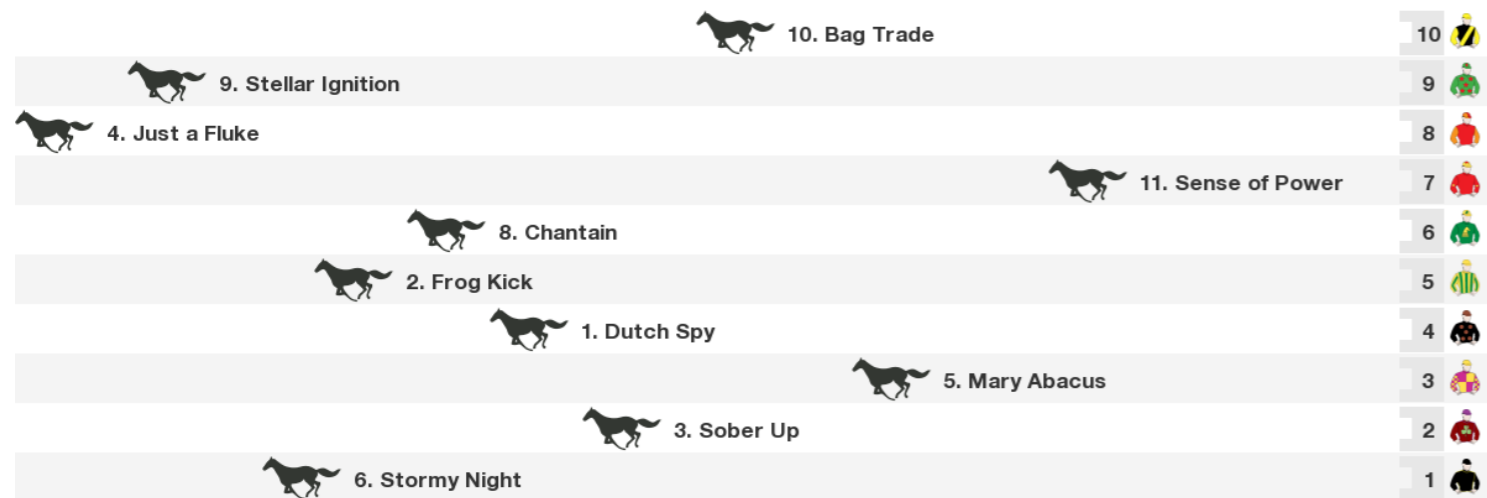 10. Bag Trade 10
9. Stellar Ignition 9
4. Just a Fluke 8
11. Sense of Power 7
8. Chantain 6
2. Frog Kick 5
1. Dutch Spy 4
5. Mary Abacus 3
3. Sober Up 2
6. Stormy Night 1